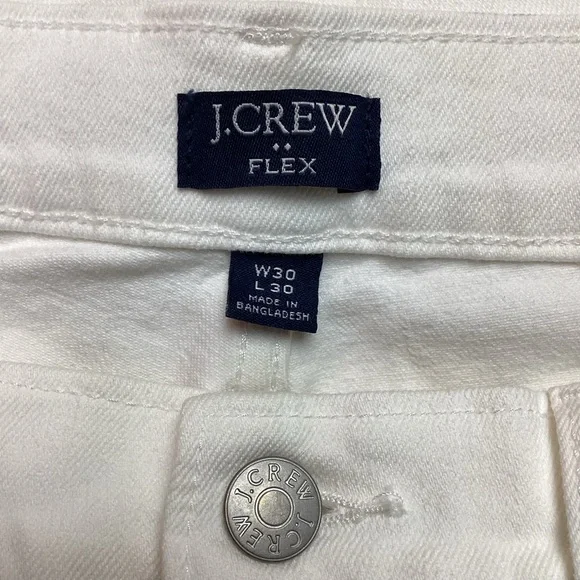 J.CREW
FLEX
W30
L 30
MADE IN
BANGLADESH
J.CREW J.CREW